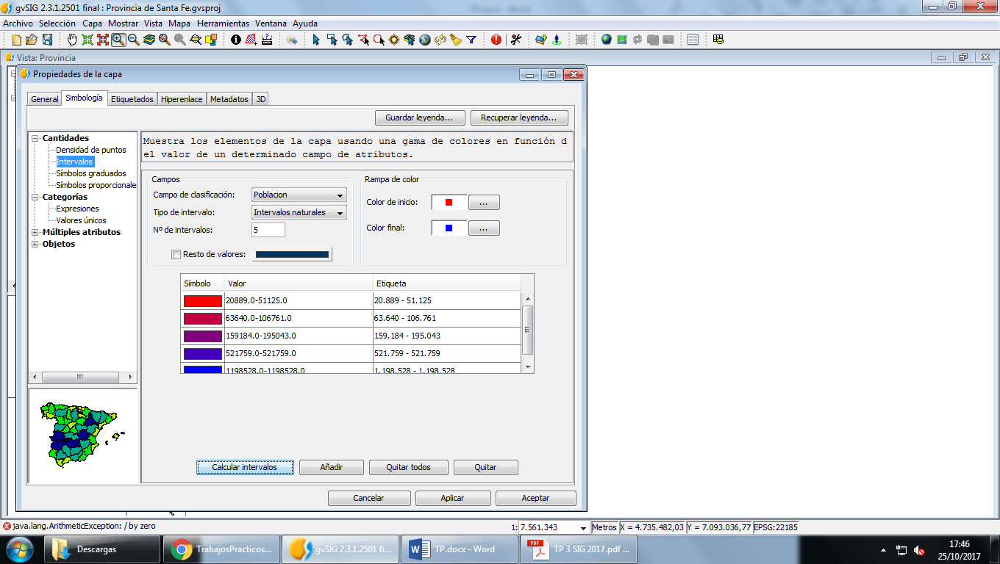 gvSIG 2.3.1.2501 final : Provincia de Santa Fe.gvsproj
Archivo Selección Capa Mostrar Vista Mapa Herramientas Ventana Ayuda
Vista: Provincia
Propiedades de la capa
General Simbología Etiquetados Hiperenlace Metadatos 3D
Guardar leyenda... Recuperar leyenda...
Cantidades
Densidad de puntos
Intervalos
Símbolos graduados
Símbolos proporcionale
Categorías
Expresiones
Valores únicos
Múltiples atributos
Objetos
Muestra los elementos de la capa usando una gama de colores en función d
el valor de un determinado campo de atributos.
Campos
Campo de clasificación: Poblacion
Tipo de intervalo: Intervalos naturales
Nº de intervalos: 5
Resto de valores:
Rampa de color
Color de inicio: ...
Color final: ...
Símbolo Valor Etiqueta
20889.0-51125.0 20.889 - 51.125
63640.0-106761.0 63.640 - 106.761
159184.0-195043.0 159.184 - 195.043
521759.0-521759.0 521.759 - 521.759
1198528.0-1198528.0 1.198.528 - 1.198.528
Calcular intervalos Añadir Quitar todos Quitar
Cancelar Aplicar Aceptar
java.lang.ArithmeticException: / by zero
1: 7.561.343 Metros X = 4.735.482,03 Y = 7.093.036,77 EPSG:22185
Descargas
TrabajosPracticos...
gvSIG 2.3.1.2501 fi...
TP.docx - Word
PDF
TP 3 SIG 2017.pdf ...
17:46
25/10/2017